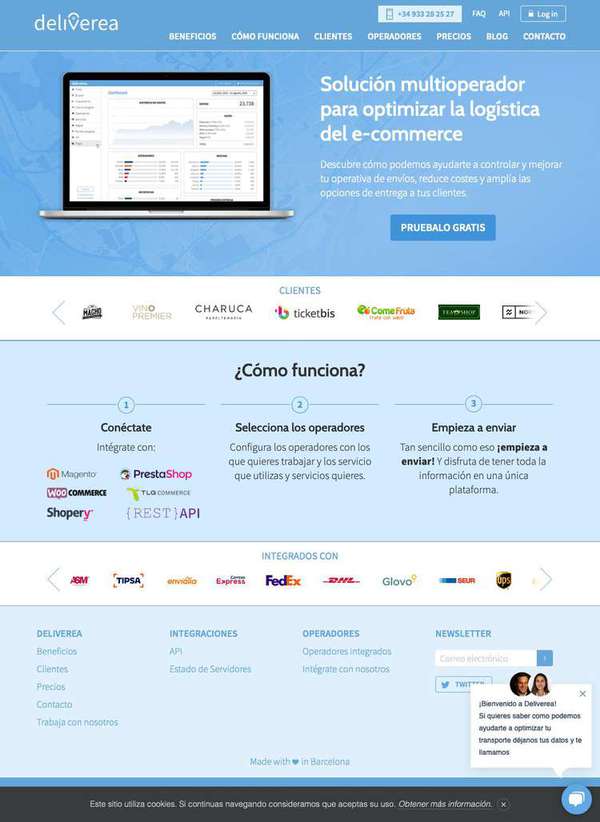 deliverea
+34 933 28 25 27
FAQ
API
Log in
BENEFICIOS
CÓMO FUNCIONA
CLIENTES
OPERADORES
PRECIOS
BLOG
CONTACTO
Solución multioperador
para optimizar la logística
del e-commerce
Descubre cómo podemos ayudarte a controlar y mejorar
tu operativa de envíos, reduce costes y amplía las
opciones de entrega a tus clientes.
PRUEBALO GRATIS
23.738
CLIENTES
VINO
PREMIER
CHARUCA
ticketbis
ComeFruta
TEA SHOP
¿Cómo funciona?
1
Conéctate
Intégrate con:
Magento
PrestaShop
WOO COMMERCE
TLG COMMERCE
Shopery
{REST} API
2
Selecciona los operadores
Configura los operadores con los
que quieres trabajar y los servicio
que utilizas y servicios quieres.
3
Empieza a enviar
Tan sencillo como eso ¡empieza a
enviar! Y disfruta de tener toda la
información en una única
plataforma.
INTEGRADOS CON
ASM
TIPSA
envialia
Correos
Express
FedEx
DHL
Glovo
SEUR
ups
DELIVEREA
Beneficios
Clientes
Precios
Contacto
Trabaja con nosotros
INTEGRACIONES
API
Estado de Servidores
OPERADORES
Operadores integrados
Intégrate con nosotros
NEWSLETTER
Correo electrónico
TWITTER
¡Bienvenido a Deliverea!
Si quieres saber como podemos
ayudarte a optimizar tu
transporte déjanos tus datos y te
llamamos
Made with ❤ in Barcelona
Este sitio utiliza cookies. Si continuas navegando consideramos que aceptas su uso. Obtener más información.